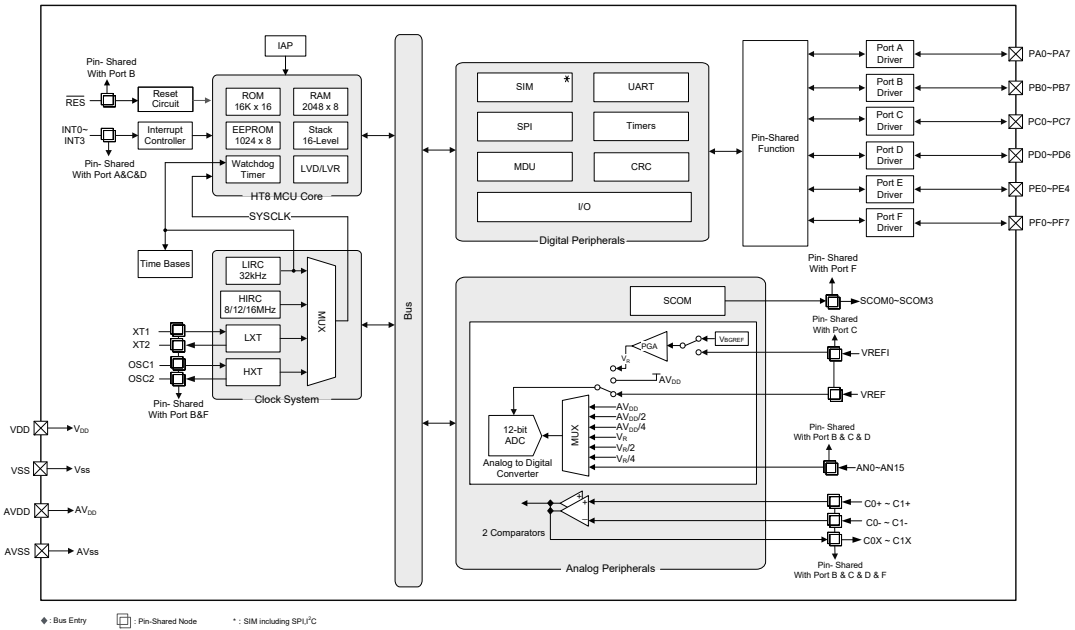 IAP
Pin- Shared
With Port B
RES
Reset
Circuit
INT0~
INT3
Interrupt
Controller
Pin- Shared
With Port A&C&D
ROM
16K x 16
RAM
2048 x 8
EEPROM
1024 x 8
Stack
16-Level
Watchdog
Timer
LVD/LVR
HT8 MCU Core
SYSCLK
Time Bases
LIRC
32kHz
HIRC
8/12/16MHz
LXT
HXT
MUX
Clock System
XT1
XT2
OSC1
OSC2
Pin- Shared
With Port B&F
VDD
VDD
VSS
Vss
AVDD
AVDD
AVSS
AVss
Bus
SIM
*
UART
SPI
Timers
MDU
CRC
I/O
Digital Peripherals
Pin-Shared
Function
Port A
Driver
PA0~PA7
Port B
Driver
PB0~PB7
Port C
Driver
PC0~PC7
Port D
Driver
PD0~PD6
Port E
Driver
PE0~PE4
Port F
Driver
PF0~PF7
Pin- Shared
With Port F
SCOM
SCOM0~SCOM3
Pin- Shared
With Port C
VBGREF
PGA
VR
AVDD
VREFI
VREF
12-bit
ADC
MUX
AVDD
AVDD/2
AVDD/4
VR
VR/2
VR/4
Analog to Digital
Converter
Pin- Shared
With Port B & C & D
AN0~AN15
+
+
−
2 Comparators
C0+ ~ C1+
C0- ~ C1-
C0X ~ C1X
Pin- Shared
With Port B & C & D & F
Analog Peripherals
: Bus Entry
: Pin-Shared Node
* : SIM including SPI,I²C